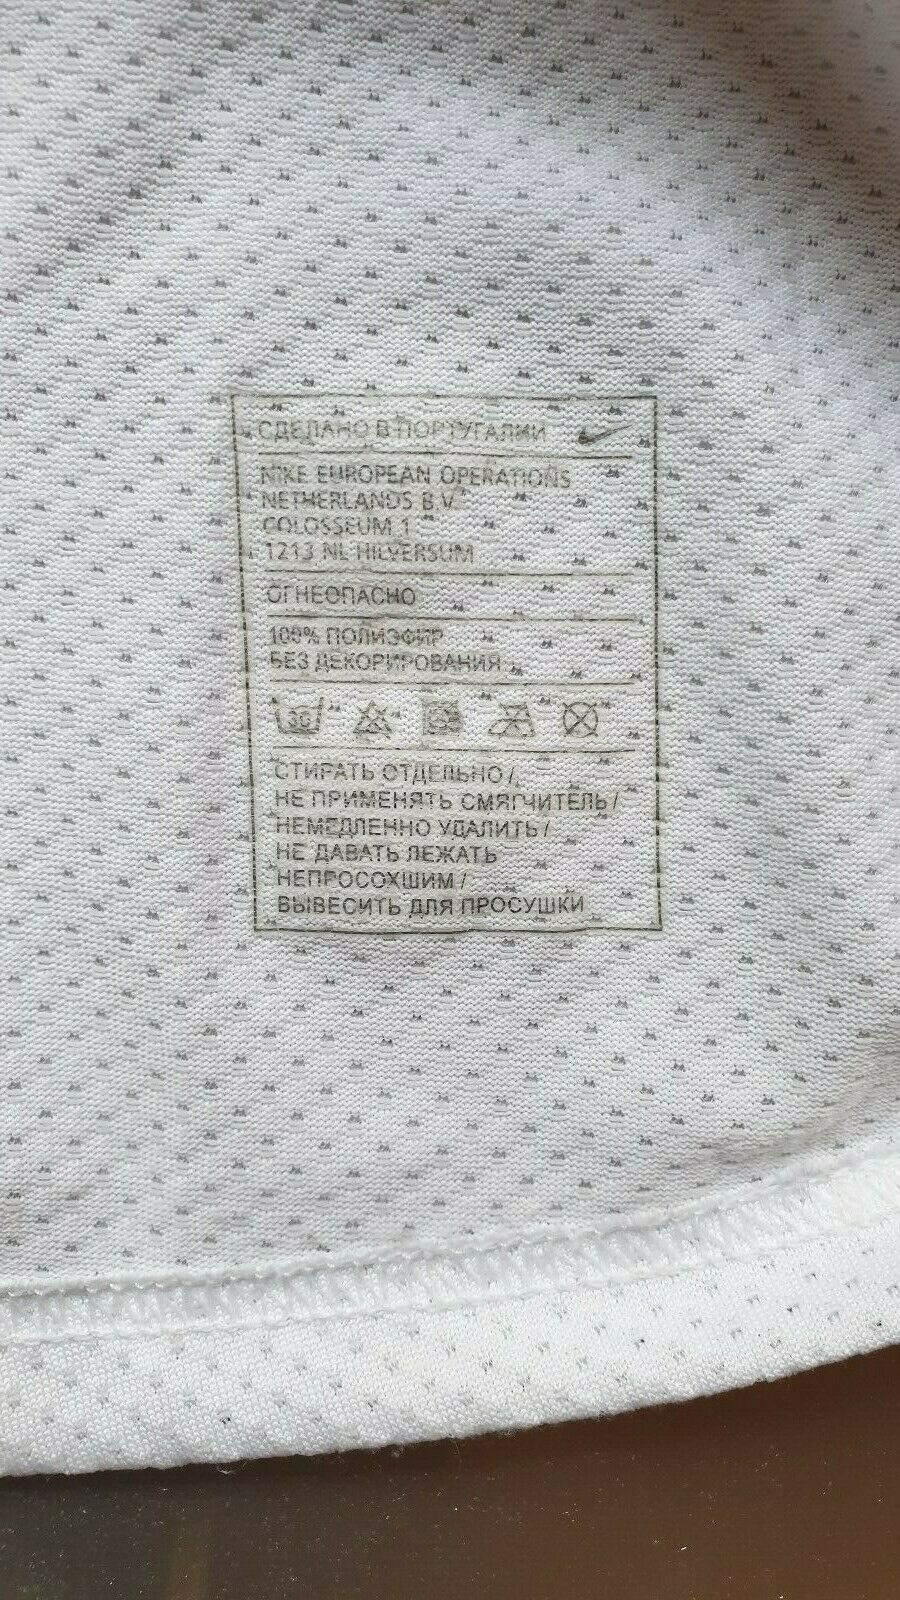 СДЕЛАНО В ПОРТУГАЛИИ
NIKE EUROPEAN OPERATIONS
NETHERLANDS B.V.
COLOSSEUM 1
1213 NL HILVERSUM
ОГНЕОПАСНО
100% ПОЛИЭФИР
БЕЗ ДЕКОРИРОВАНИЯ
30
СТИРАТЬ ОТДЕЛЬНО /
НЕ ПРИМЕНЯТЬ СМЯГЧИТЕЛЬ /
НЕМЕДЛЕННО УДАЛИТЬ /
НЕ ДАВАТЬ ЛЕЖАТЬ
НЕПРОСОХШИМ /
ВЫВЕСИТЬ ДЛЯ ПРОСУШКИ